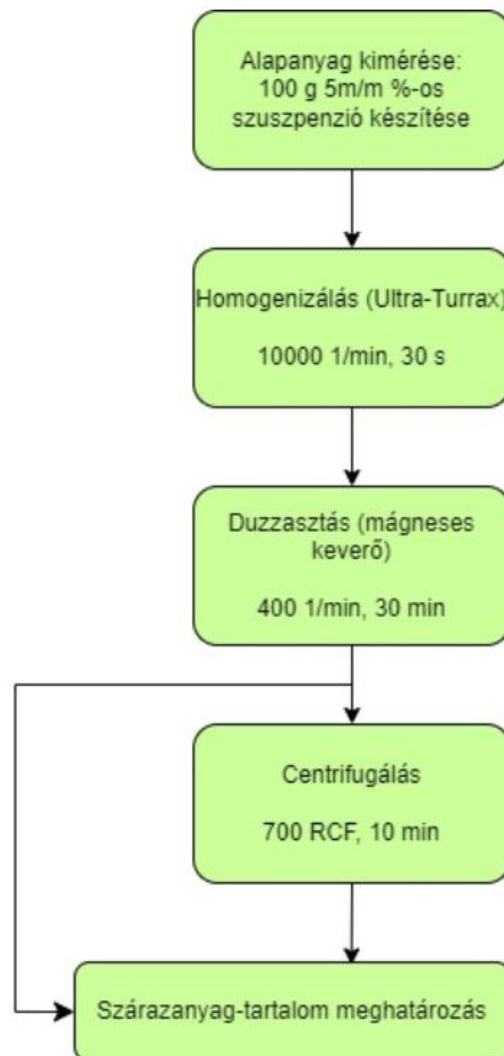 Alapanyag kimérése:
100 g 5m/m %-os
szuszpenzió készítése
Homogenizálás (Ultra-Turrax)
10000 1/min, 30 s
Duzzasztás (mágneses
keverő)
400 1/min, 30 min
Centrifugálás
700 RCF, 10 min
Szárazanyag-tartalom meghatározás